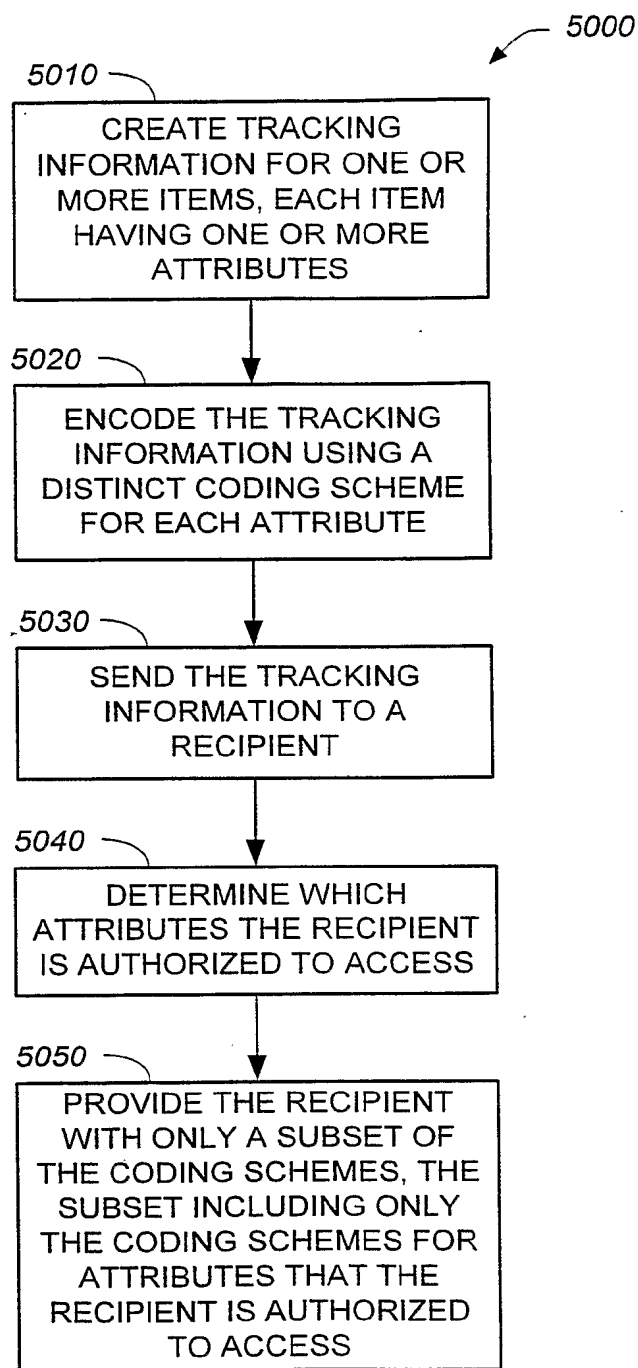 5000
5010
CREATE TRACKING
INFORMATION FOR ONE OR
MORE ITEMS, EACH ITEM
HAVING ONE OR MORE
ATTRIBUTES
5020
ENCODE THE TRACKING
INFORMATION USING A
DISTINCT CODING SCHEME
FOR EACH ATTRIBUTE
5030
SEND THE TRACKING
INFORMATION TO A
RECIPIENT
5040
DETERMINE WHICH
ATTRIBUTES THE RECIPIENT
IS AUTHORIZED TO ACCESS
5050
PROVIDE THE RECIPIENT
WITH ONLY A SUBSET OF
THE CODING SCHEMES, THE
SUBSET INCLUDING ONLY
THE CODING SCHEMES FOR
ATTRIBUTES THAT THE
RECIPIENT IS AUTHORIZED
TO ACCESS